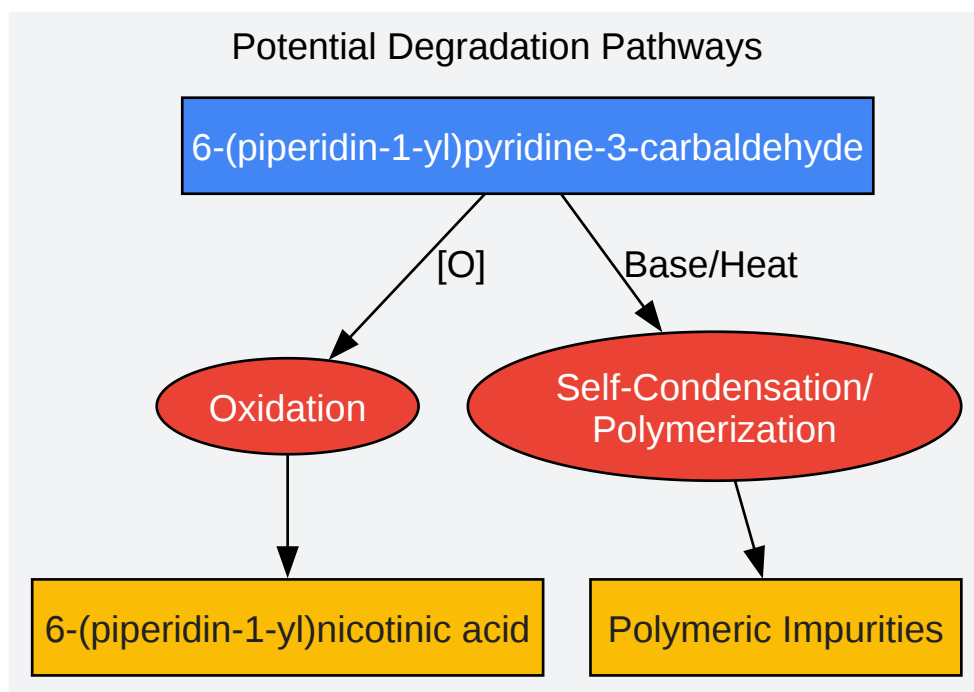 Potential Degradation Pathways
6-(piperidin-1-yl)pyridine-3-carbaldehyde
[O]
Base/Heat
Oxidation
Self-Condensation/
Polymerization
6-(piperidin-1-yl)nicotinic acid
Polymeric Impurities